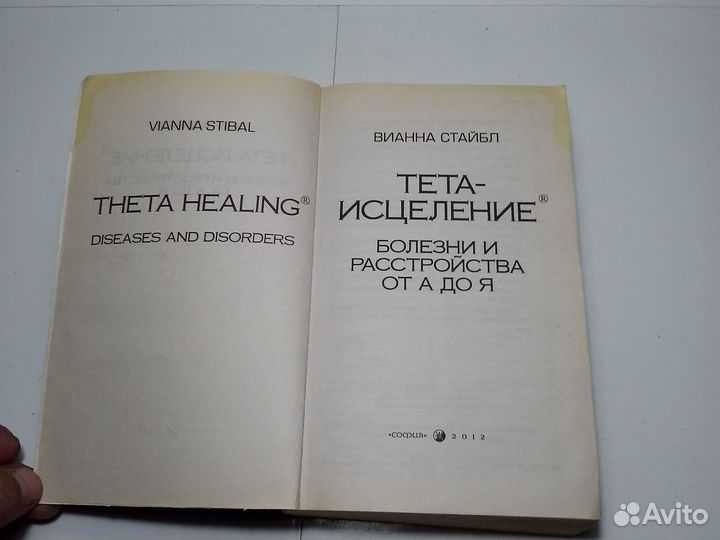 VIANNA STIBAL
THETA HEALING®
DISEASES AND DISORDERS
ВИАННА СТАЙБЛ
ТЕТА-
ИСЦЕЛЕНИЕ®
БОЛЕЗНИ И
РАССТРОЙСТВА
ОТ А ДО Я
«СОФИЯ» 2012
Avito